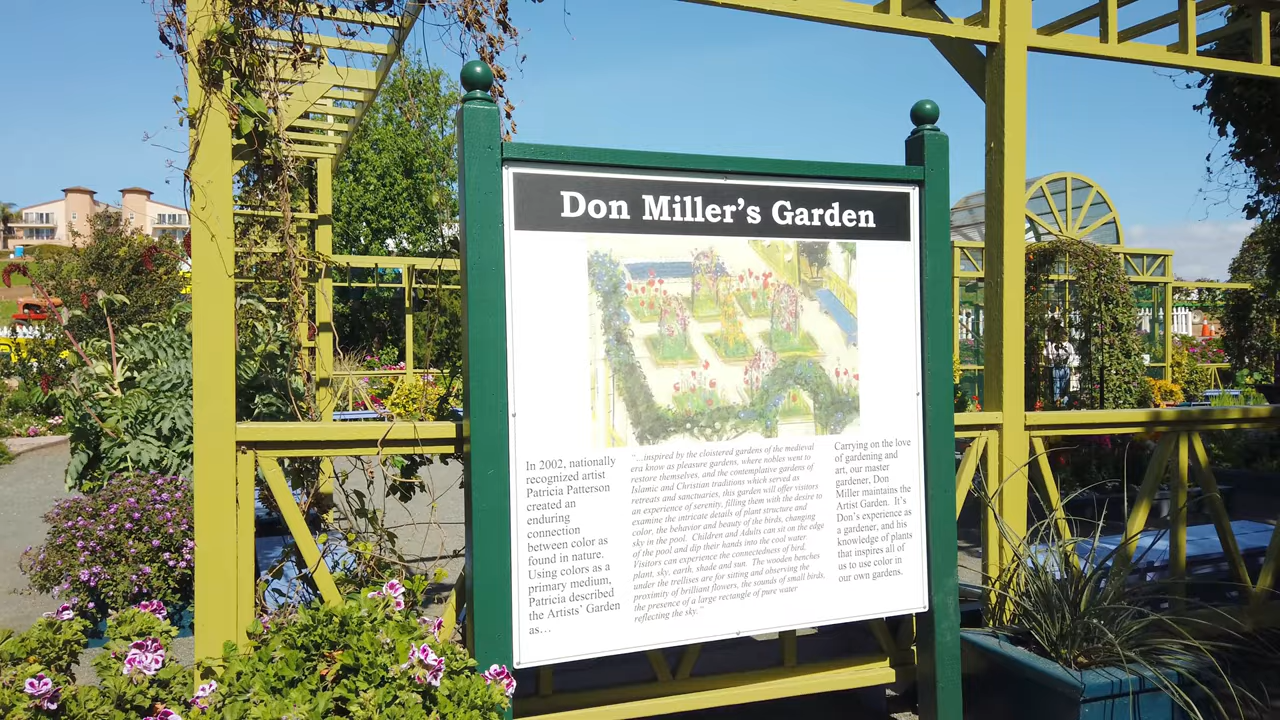 Don Miller's Garden
In 2002, nationally
recognized artist
Patricia Patterson
created an
enduring
connection
between color as
found in nature.
Using colors as a
primary medium,
Patricia described
the Artists' Garden
as…
"…inspired by the cloistered gardens of the medieval
era know as pleasure gardens, where nobles went to
restore themselves, and the contemplative gardens of
Islamic and Christian traditions which served as
retreats and sanctuaries, this garden will offer visitors
an experience of serenity, filling them with the desire to
examine the intricate details of plant structure and
color, the behavior and beauty of the birds, changing
sky in the pool. Children and Adults can sit on the edge
of the pool and dip their hands into the cool water
Visitors can experience the connectedness of bird,
plant, sky, earth, shade and sun. The wooden benches
under the trellises are for sitting and observing the
proximity of brilliant flowers, the sounds of small birds.
the presence of a large rectangle of pure water
reflecting the sky."
Carrying on the love
of gardening and
art, our master
gardener, Don
Miller maintains the
Artist Garden. It's
Don's experience as
a gardener, and his
knowledge of plants
that inspires all of
us to use color in
our own gardens.